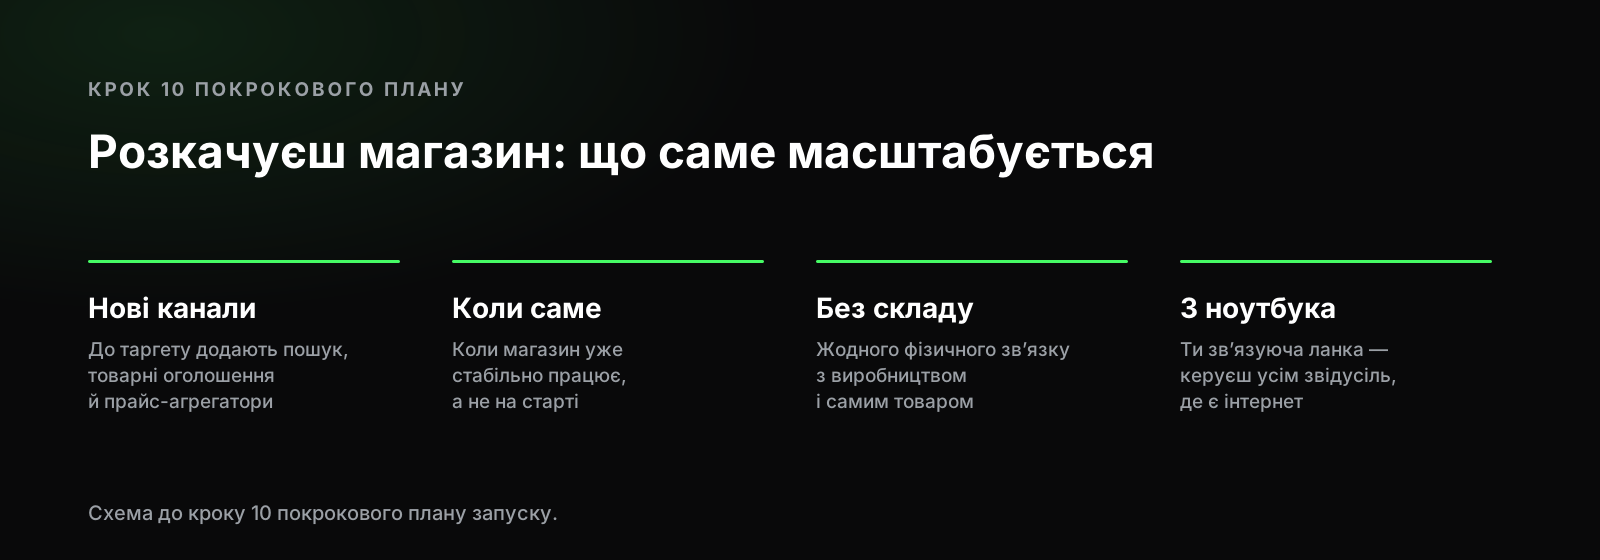 КРОК 10 ПОКРОКОВОГО ПЛАНУ
Розкачуєш магазин: що саме масштабується
Нові канали
До таргету додають пошук,
товарні оголошення
й прайс-агрегатори
Коли саме
Коли магазин уже
стабільно працює,
а не на старті
Без складу
Жодного фізичного зв’язку
з виробництвом
і самим товаром
З ноутбука
Ти зв’язуюча ланка —
керуєш усім звідусіль,
де є інтернет
Схема до кроку 10 покрокового плану запуску.